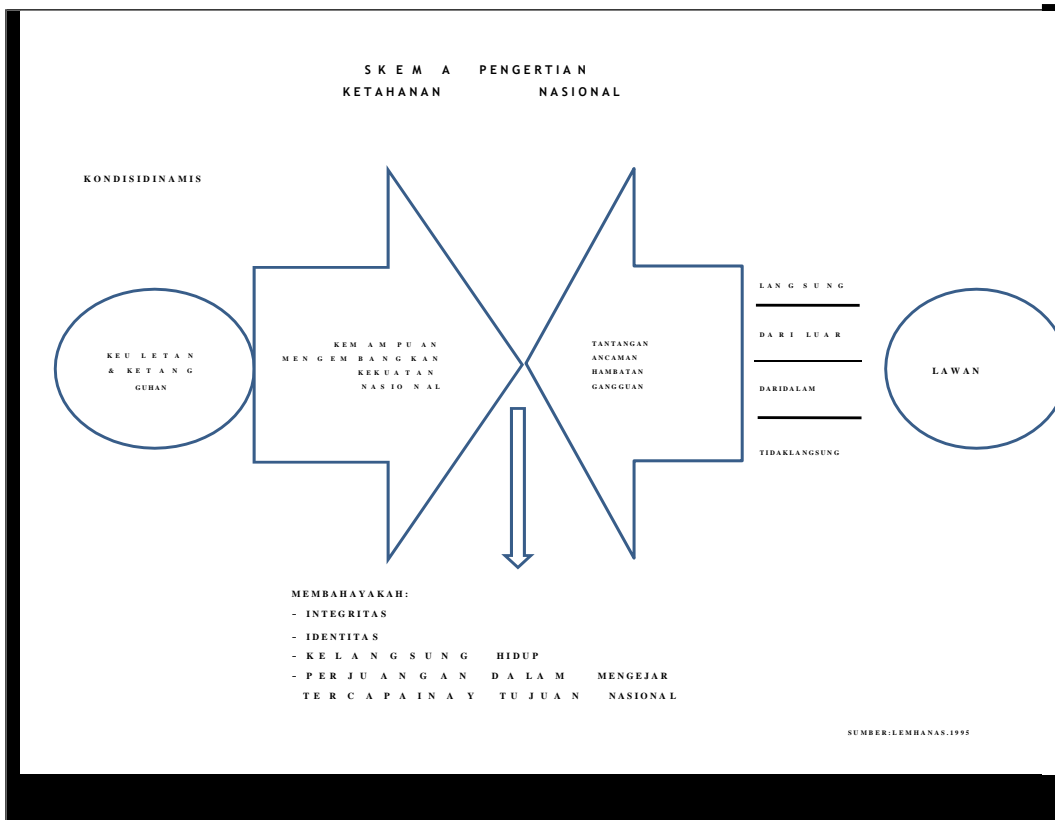 SKEMA PENGERTIAN
KETAHANAN NASIONAL
KONDISIDINAMIS
KEULETAN
& KETANG
GUHAN
KEMAMPUAN
MENGEMBANGKAN
KEKUATAN
NASIONAL
TANTANGAN
ANCAMAN
HAMBATAN
GANGGUAN
LANGSUNG
DARI LUAR
DARIDALAM
TIDAKLANGSUNG
LAWAN
MEMBAHAYAKAH:
- INTEGRITAS
- IDENTITAS
- KELANGSUNG HIDUP
- PERJUANGAN DALAM MENGEJAR
TERCAPAINAY TUJUAN NASIONAL
SUMBER:LEMHANAS.1995